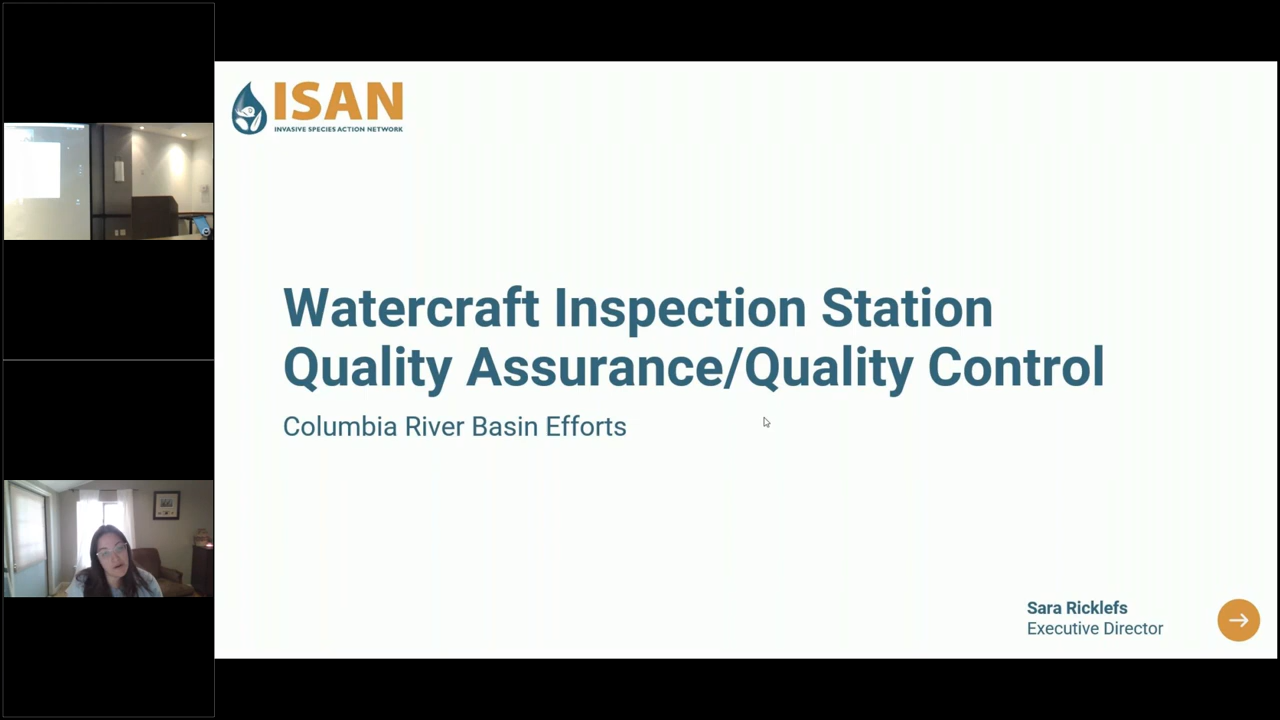 ISAN
INVASIVE SPECIES ACTION NETWORK
Watercraft Inspection Station
Quality Assurance/Quality Control
Columbia River Basin Efforts
Sara Ricklefs
Executive Director